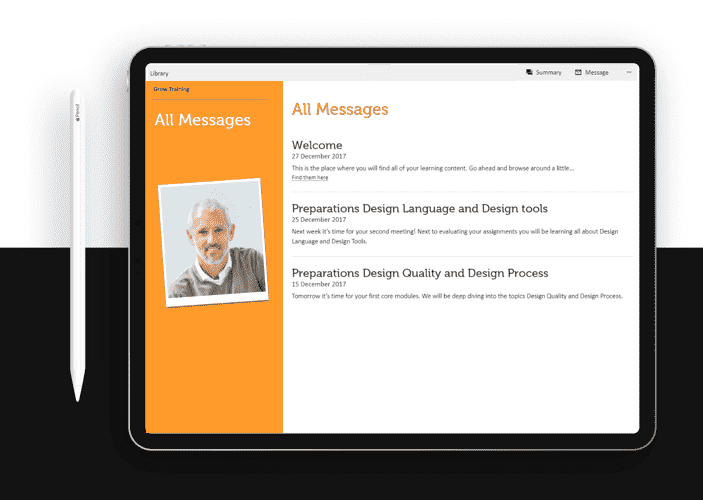 Pencil
Library
Summary
Message
Grow Training
All Messages
All Messages
Welcome
27 December 2017
This is the place where you will find all of your learning content. Go ahead and browse around a little...
Find them here
Preparations Design Language and Design tools
25 December 2017
Next week it's time for your second meeting! Next to evaluating your assignments you will be learning all about Design
Language and Design Tools.
Preparations Design Quality and Design Process
15 December 2017
Tomorrow it's time for your first core modules. We will be deep diving into the topics Design Quality and Design Process.